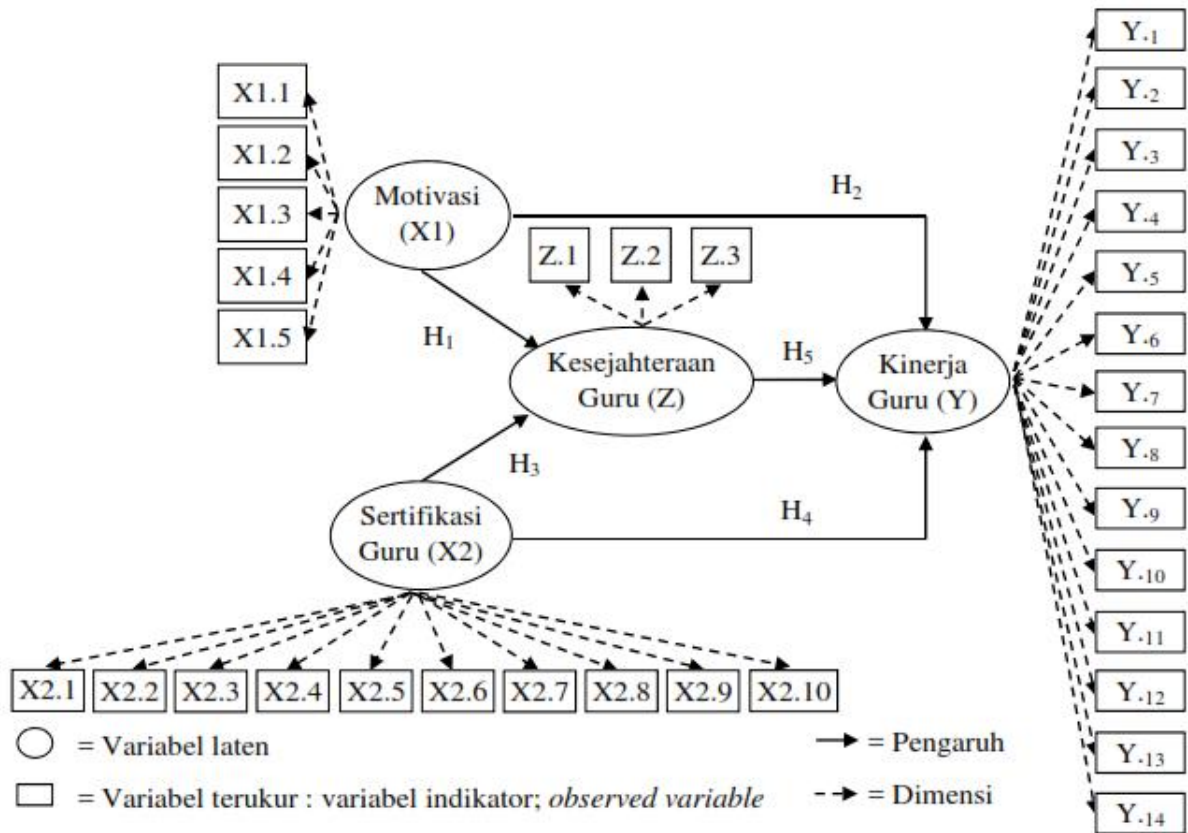 X1.1
X1.2
X1.3
X1.4
X1.5
Motivasi
(X1)
H₂
Z.1
Z.2
Z.3
H₁
Kesejahteraan
Guru (Z)
H₅
Kinerja
Guru (Y)
H₃
Sertifikasi
Guru (X2)
H₄
X2.1
X2.2
X2.3
X2.4
X2.5
X2.6
X2.7
X2.8
X2.9
X2.10
Y.₁
Y.₂
Y.₃
Y.₄
Y.₅
Y.₆
Y.₇
Y.₈
Y.₉
Y.₁₀
Y.₁₁
Y.₁₂
Y.₁₃
Y.₁₄
= Variabel laten
= Pengaruh
= Variabel terukur : variabel indikator; observed variable
= Dimensi